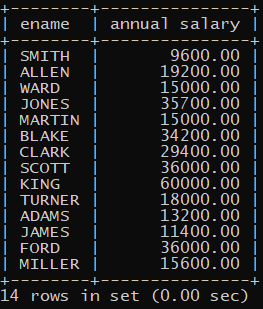 +--------+---------------+
| ename  | annual salary |
+--------+---------------+
| SMITH  |       9600.00 |
| ALLEN  |      19200.00 |
| WARD   |      15000.00 |
| JONES  |      35700.00 |
| MARTIN |      15000.00 |
| BLAKE  |      34200.00 |
| CLARK  |      29400.00 |
| SCOTT  |      36000.00 |
| KING   |      60000.00 |
| TURNER |      18000.00 |
| ADAMS  |      13200.00 |
| JAMES  |      11400.00 |
| FORD   |      36000.00 |
| MILLER |      15600.00 |
+--------+---------------+
14 rows in set (0.00 sec)